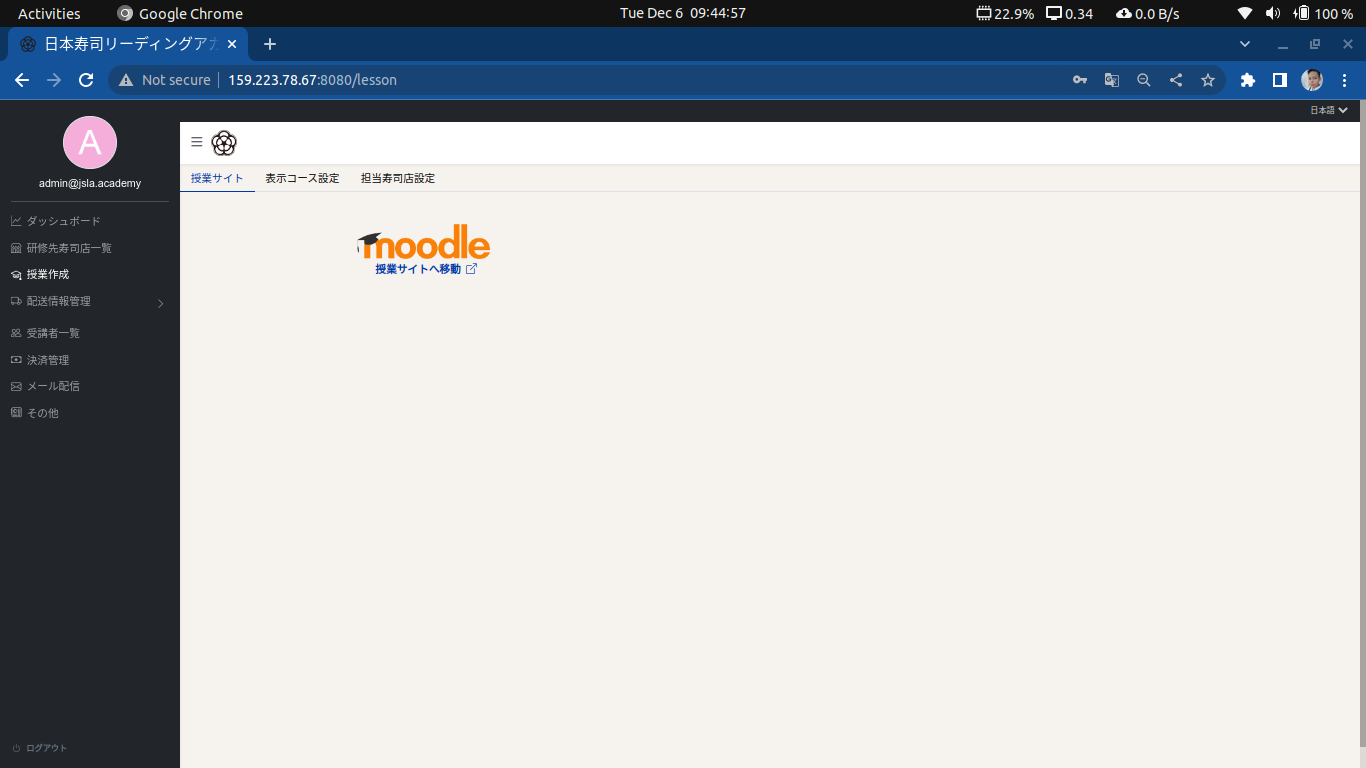 Activities
Google Chrome
Tue Dec 6 09:44:57
22.9%
0.34
0.0 B/s
100 %
日本寿司リーディングアカ
Not secure
159.223.78.67:8080/lesson
日本語
A
admin@jsla.academy
授業サイト
表示コース設定
担当寿司店設定
ダッシュボード
研修先寿司店一覧
授業作成
配送情報管理
受講者一覧
決済管理
メール配信
その他
moodle
授業サイトへ移動
ログアウト